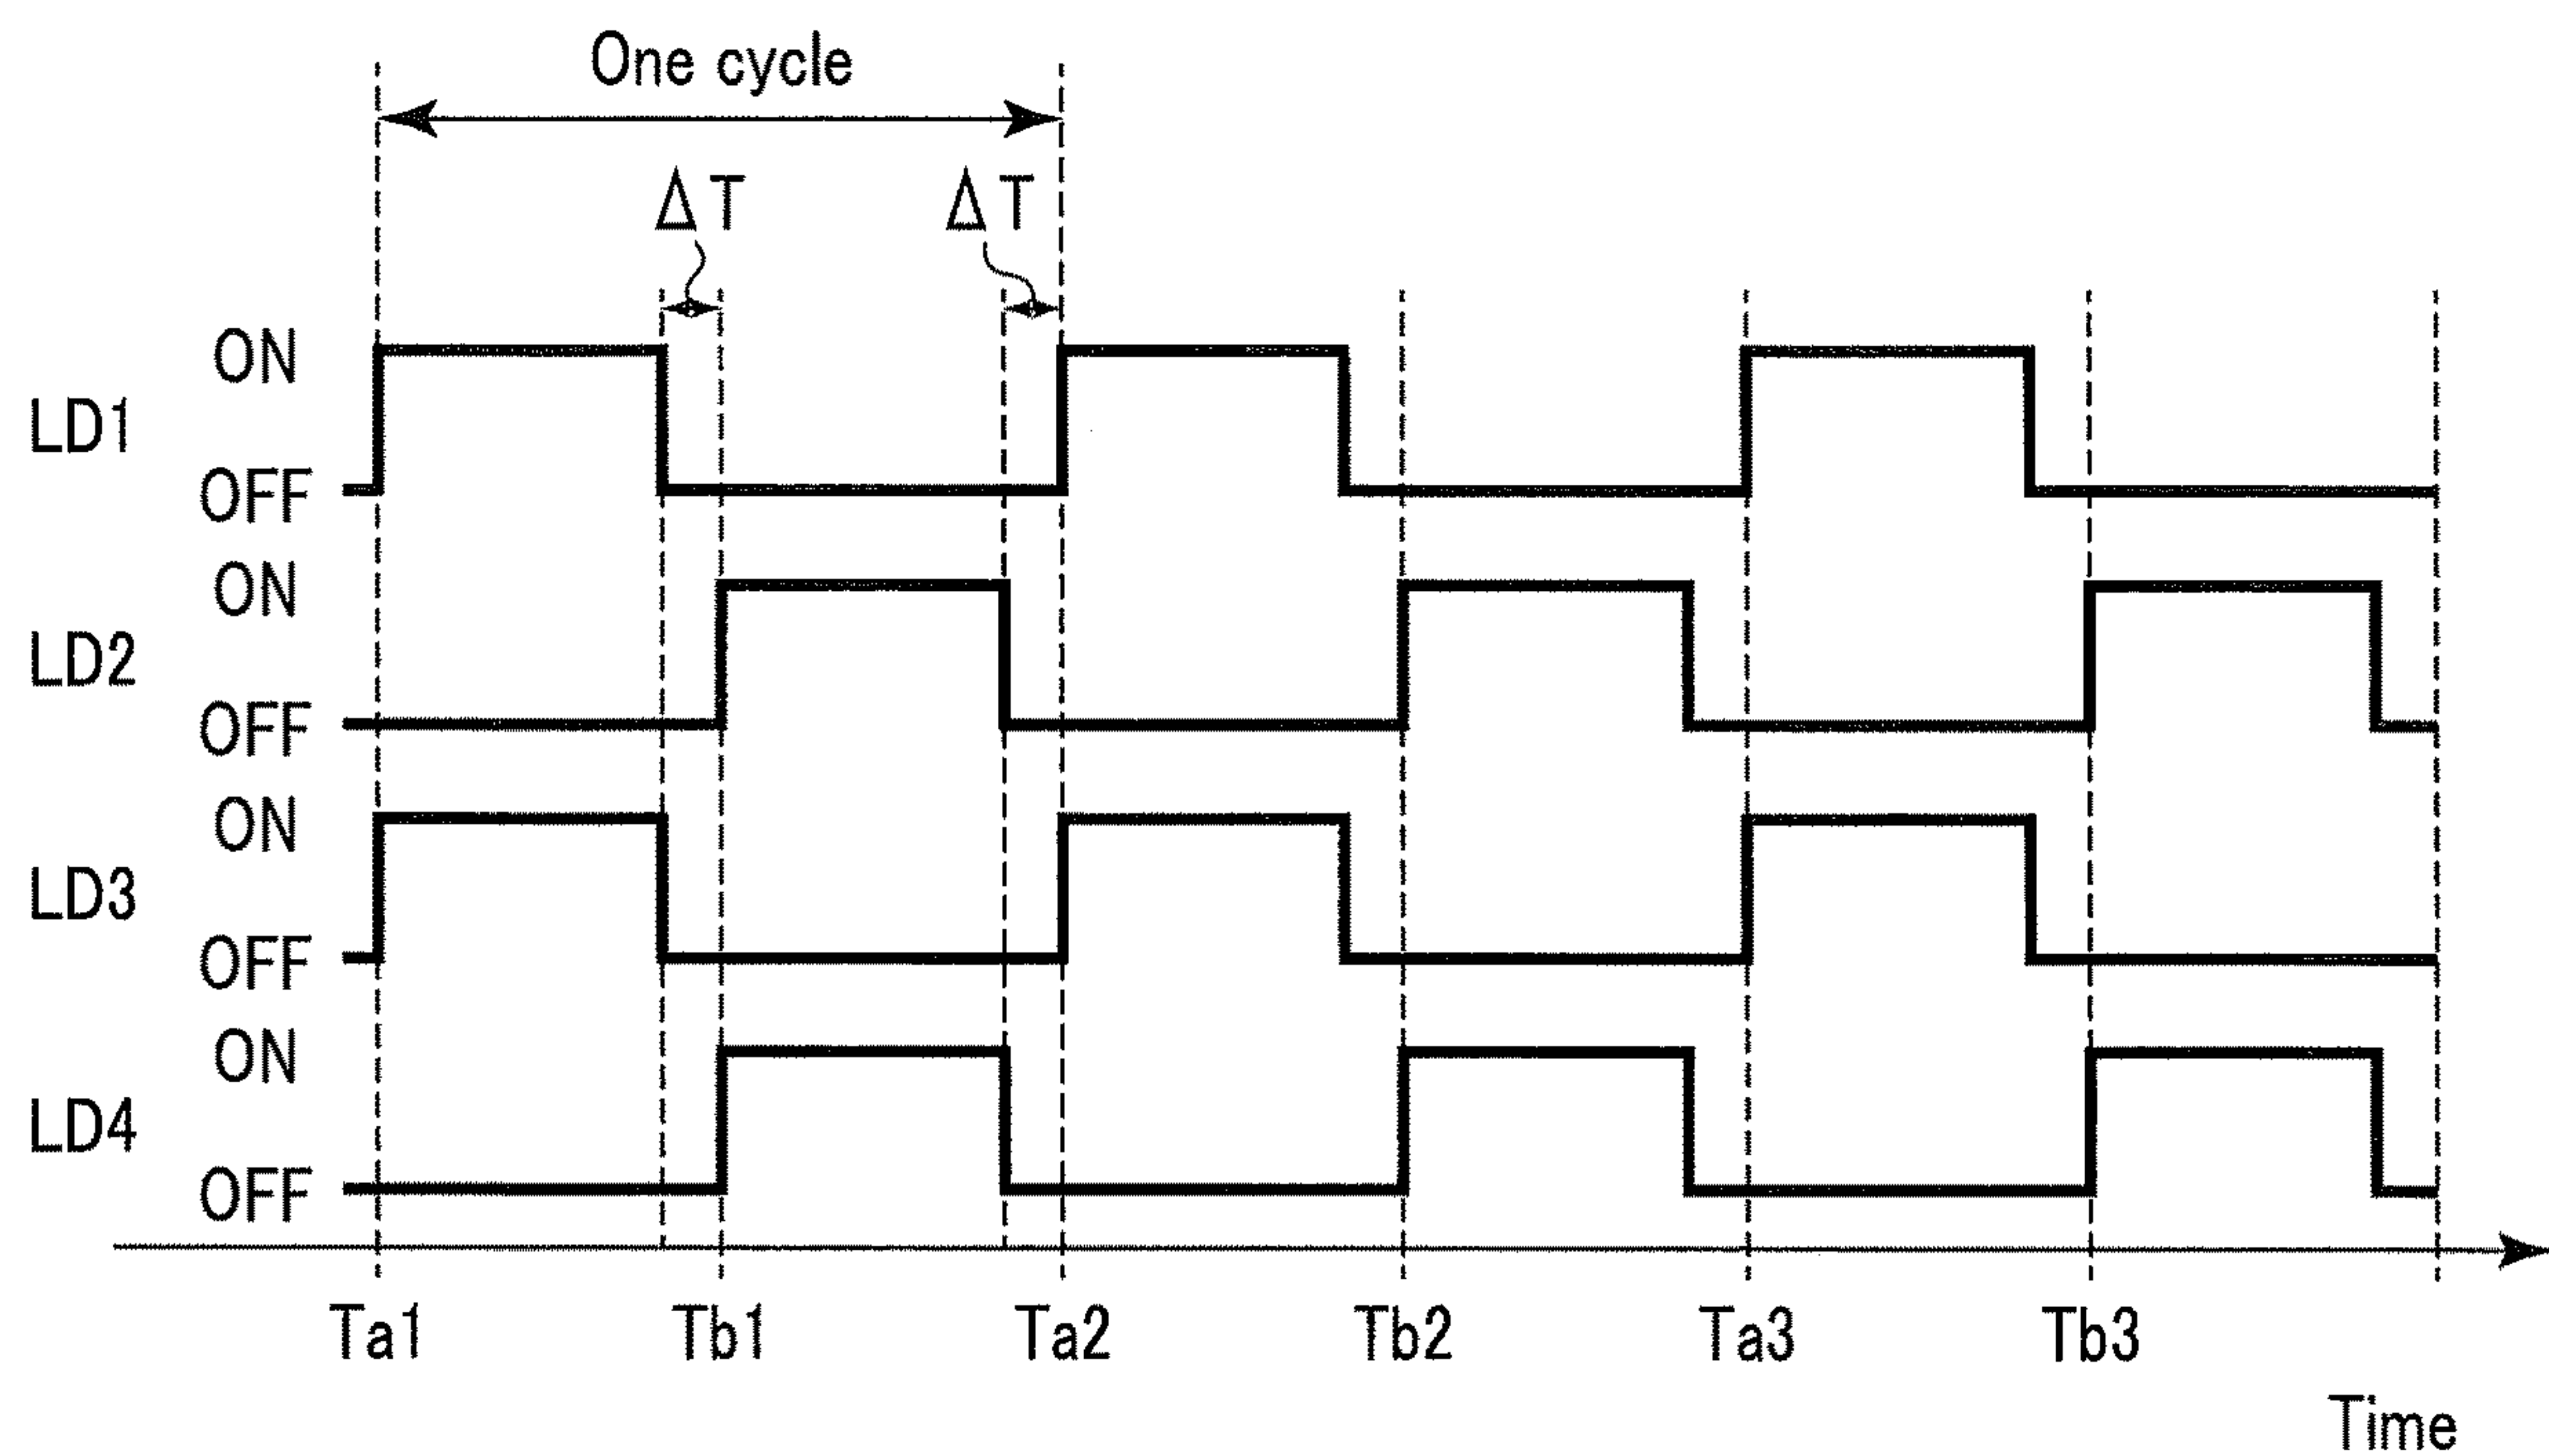 One cycle
ΔT ΔT
ON
LD1
OFF
ON
LD2
OFF
ON
LD3
OFF
ON
LD4
OFF
Ta1 Tb1 Ta2 Tb2 Ta3 Tb3
Time